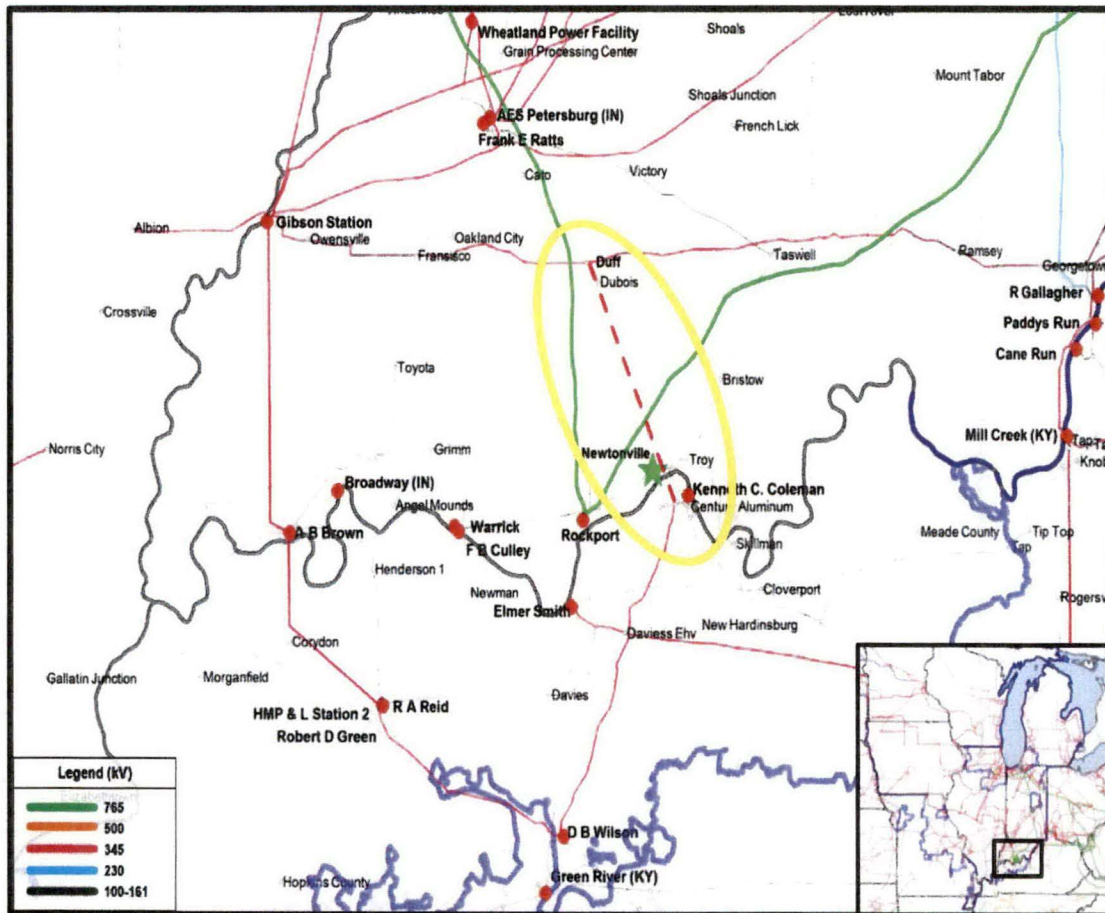 Wheatland Power Facility
Shoals
Grain Processing Center
Mount Tabor
Shoals Junction
AES Petersburg (IN)
French Lick
Frank E Ratts
Cato
Victory
Gibson Station
Albion
Owensville
Oakland City
Fransisco
Duff
Taswell
Ramsey
Georgetown
Dubois
R Gallagher
Crossville
Paddys Run
Cane Run
Toyota
Bristow
Mill Creek (KY)
Tap
Norris City
Grimm
Newtonville
Troy
Broadway (IN)
Kenneth C. Coleman
Angel Mounds
Century Aluminum
A B Brown
Warrick
F B Culley
Rockport
Skillman
Meade County
Tip Top
Tap
Henderson 1
Newman
Cloverport
Elmer Smith
New Hardinsburg
Daviess Ehv
Corydon
Gallatin Junction
Morganfield
Davies
HMP & L Station 2
R A Reid
Robert D Green
Legend (kV)
765
500
345
230
100-161
D B Wilson
Hopkins County
Green River (KY)